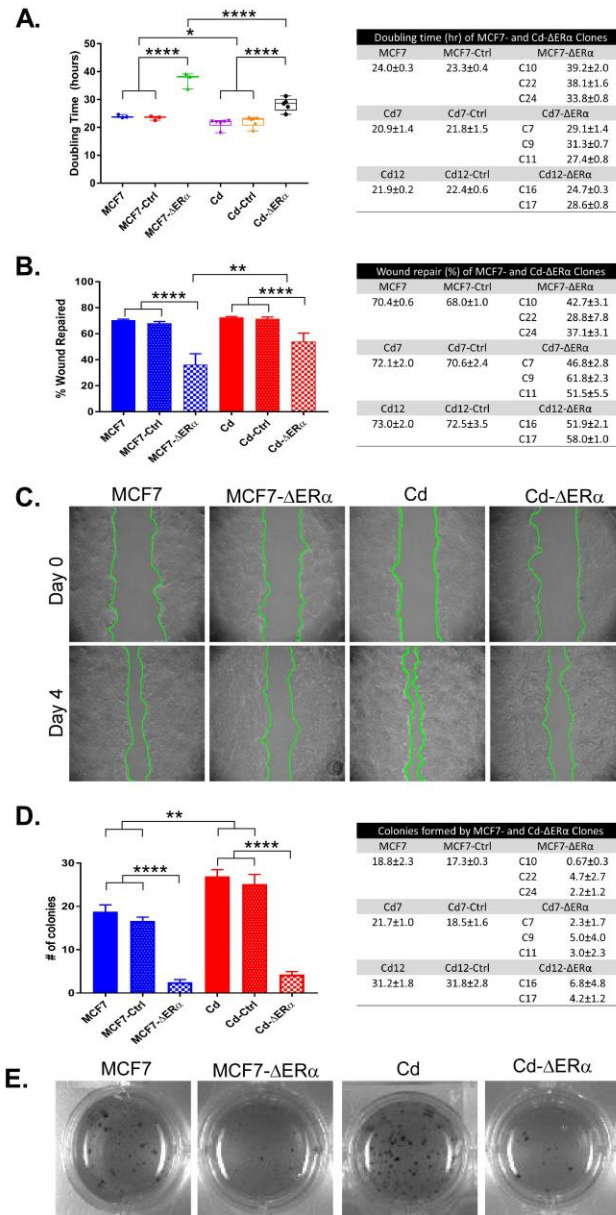 A.
****
*
****
****
Doubling Time (hours)
50
40
30
20
10
0
MCF7
MCF7-Ctrl
MCF7-ΔERα
Cd
Cd-Ctrl
Cd-ΔERα
Doubling time (hr) of MCF7- and Cd-ΔERα Clones
MCF7 MCF7-Ctrl MCF7-ΔERα
24.0±0.3 23.3±0.4 C10 39.2±2.0
C22 38.1±1.6
C24 33.8±0.8
Cd7 Cd7-Ctrl Cd7-ΔERα
20.9±1.4 21.8±1.5 C7 29.1±1.4
C9 31.3±0.7
C11 27.4±0.8
Cd12 Cd12-Ctrl Cd12-ΔERα
21.9±0.2 22.4±0.6 C16 24.7±0.3
C17 28.6±0.8
B.
**
****
****
% Wound Repaired
100
80
60
40
20
0
MCF7
MCF7-Ctrl
MCF7-ΔERα
Cd
Cd-Ctrl
Cd-ΔERα
Wound repair (%) of MCF7- and Cd-ΔERα Clones
MCF7 MCF7-Ctrl MCF7-ΔERα
70.4±0.6 68.0±1.0 C10 42.7±3.1
C22 28.8±7.8
C24 37.1±3.1
Cd7 Cd7-Ctrl Cd7-ΔERα
72.1±2.0 70.6±2.4 C7 46.8±2.8
C9 61.8±2.3
C11 51.5±5.5
Cd12 Cd12-Ctrl Cd12-ΔERα
73.0±2.0 72.5±3.5 C16 51.9±2.1
C17 58.0±1.0
C.
MCF7 MCF7-ΔERα Cd Cd-ΔERα
Day 0
Day 4
D.
**
****
****
# of colonies
30
20
10
0
MCF7
MCF7-Ctrl
MCF7-ΔERα
Cd
Cd-Ctrl
Cd-ΔERα
Colonies formed by MCF7- and Cd-ΔERα Clones
MCF7 MCF7-Ctrl MCF7-ΔERα
18.8±2.3 17.3±0.3 C10 0.67±0.3
C22 4.7±2.7
C24 2.2±1.2
Cd7 Cd7-Ctrl Cd7-ΔERα
21.7±1.0 18.5±1.6 C7 2.3±1.7
C9 5.0±4.0
C11 3.0±2.3
Cd12 Cd12-Ctrl Cd12-ΔERα
31.2±1.8 31.8±2.8 C16 6.8±4.8
C17 4.2±1.2
E.
MCF7 MCF7-ΔERα Cd Cd-ΔERα